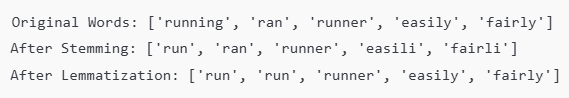 Original Words: ['running', 'ran', 'runner', 'easily', 'fairly']
After Stemming: ['run', 'ran', 'runner', 'easili', 'fairli']
After Lemmatization: ['run', 'run', 'runner', 'easily', 'fairly']